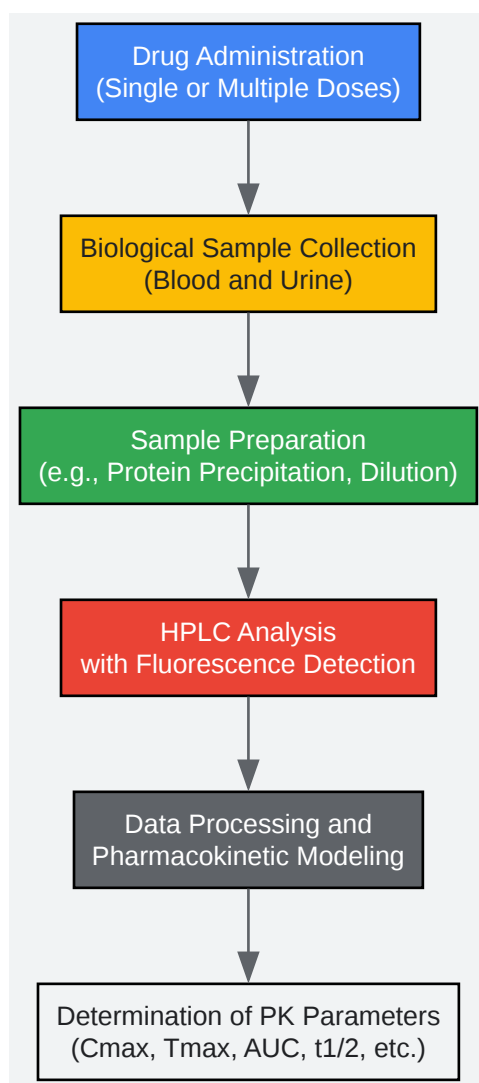 Drug Administration
(Single or Multiple Doses)
Biological Sample Collection
(Blood and Urine)
Sample Preparation
(e.g., Protein Precipitation, Dilution)
HPLC Analysis
with Fluorescence Detection
Data Processing and
Pharmacokinetic Modeling
Determination of PK Parameters
(Cmax, Tmax, AUC, t1/2, etc.)